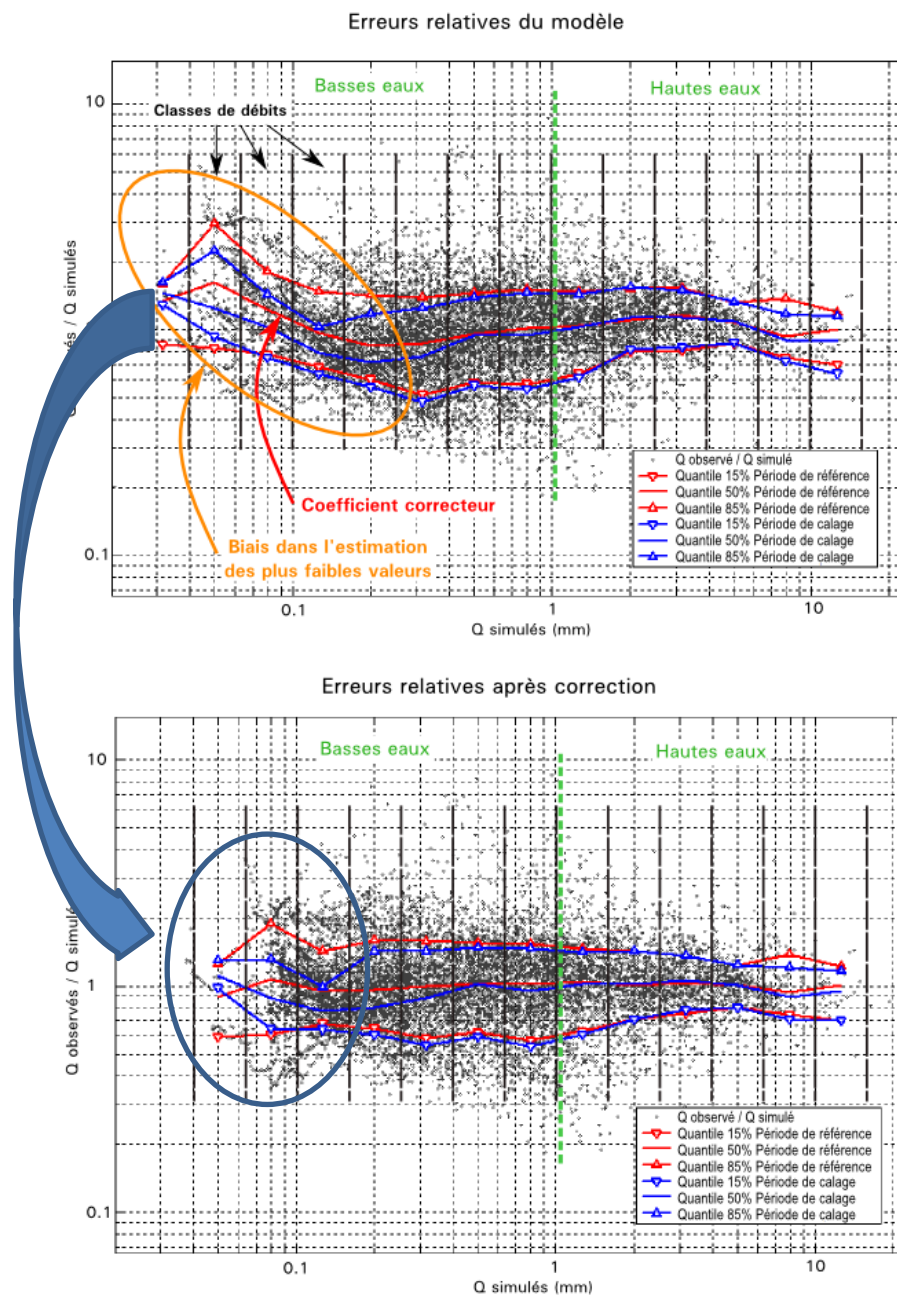 Erreurs relatives du modèle
10
Basses eaux
Hautes eaux
Classes de débits
/ Q simulés
Coefficient correcteur
Biais dans l'estimation
des plus faibles valeurs
Q observé / Q simulé
Quantile 15% Période de référence
Quantile 50% Période de référence
Quantile 85% Période de référence
Quantile 15% Période de calage
Quantile 50% Période de calage
Quantile 85% Période de calage
0.1
0.1
1
10
Q simulés (mm)
Erreurs relatives après correction
10
Basses eaux
Hautes eaux
1
Q observés / Q simulé
Q observé / Q simulé
Quantile 15% Période de référence
Quantile 50% Période de référence
Quantile 85% Période de référence
Quantile 15% Période de calage
Quantile 50% Période de calage
Quantile 85% Période de calage
0.1
0.1
1
10
Q simulés (mm)